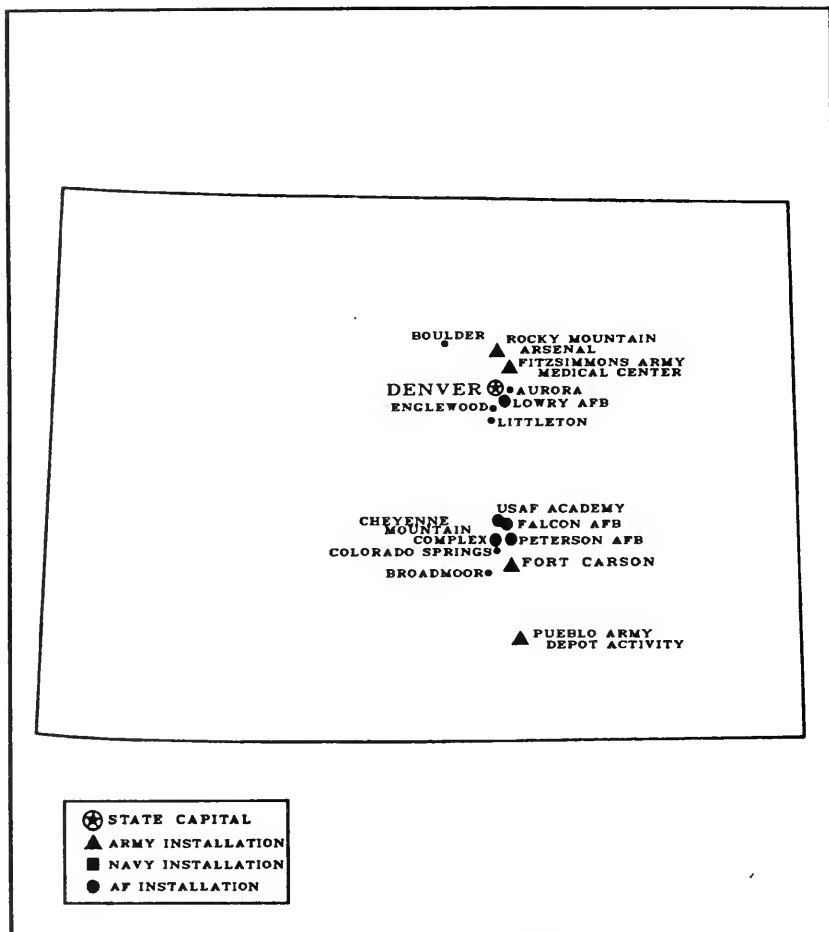 BOULDER
ROCKY MOUNTAIN
ARSENAL
FITZSIMMONS ARMY
MEDICAL CENTER
DENVER
AURORA
LOWRY AFB
ENGLEWOOD
LITTLETON
USAF ACADEMY
CHEYENNE
MOUNTAIN
COMPLEX
FALCON AFB
PETERSON AFB
COLORADO SPRINGS
FORT CARSON
BROADMOOR
PUEBLO ARMY
DEPOT ACTIVITY
STATE CAPITAL
ARMY INSTALLATION
NAVY INSTALLATION
AF INSTALLATION